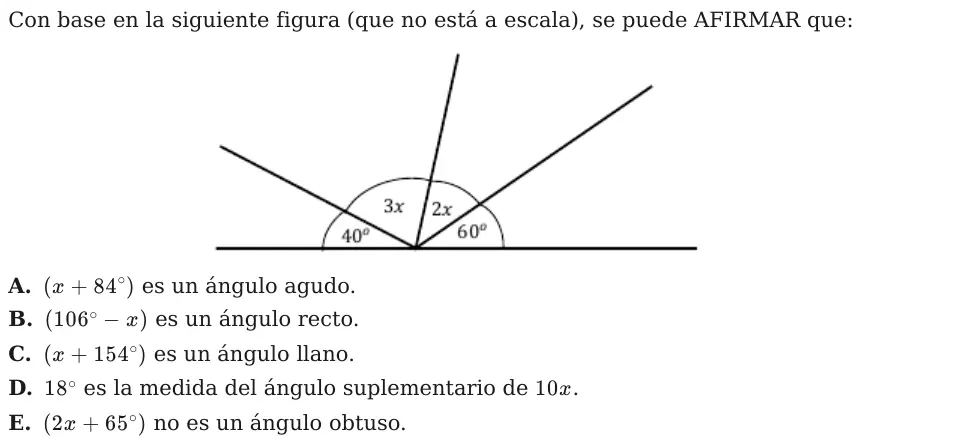 Con base en la siguiente figura (que no está a escala), se puede AFIRMAR que:
3x 2x
40º 60º
A. (x + 84°) es un ángulo agudo.
B. (106° − x) es un ángulo recto.
C. (x + 154°) es un ángulo llano.
D. 18° es la medida del ángulo suplementario de 10x.
E. (2x + 65°) no es un ángulo obtuso.